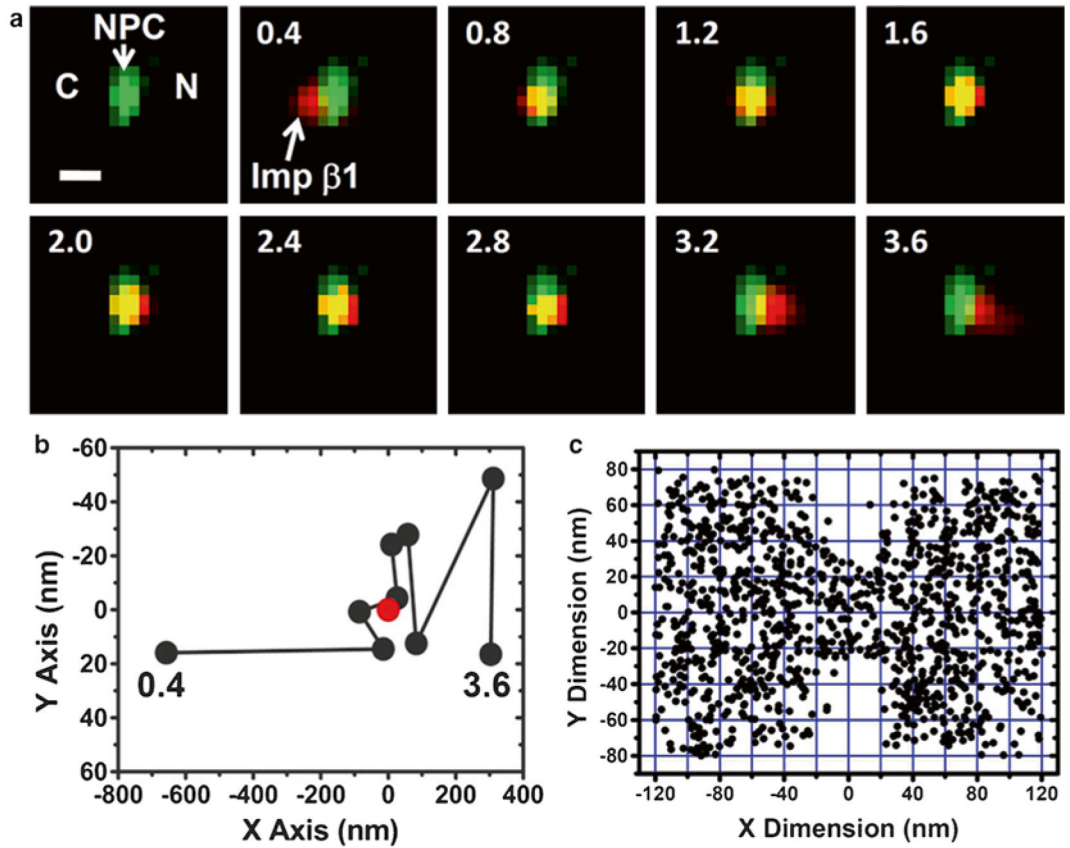 a
NPC
C
N
0.4
Imp β1
0.8
1.2
1.6
2.0
2.4
2.8
3.2
3.6
b
-60
-40
-20
0
20
40
60
Y Axis (nm)
0.4
3.6
-800 -600 -400 -200 0 200 400
X Axis (nm)
c
80
60
40
20
0
-20
-40
-60
-80
Y Dimension (nm)
-120 -80 -40 0 40 80 120
X Dimension (nm)